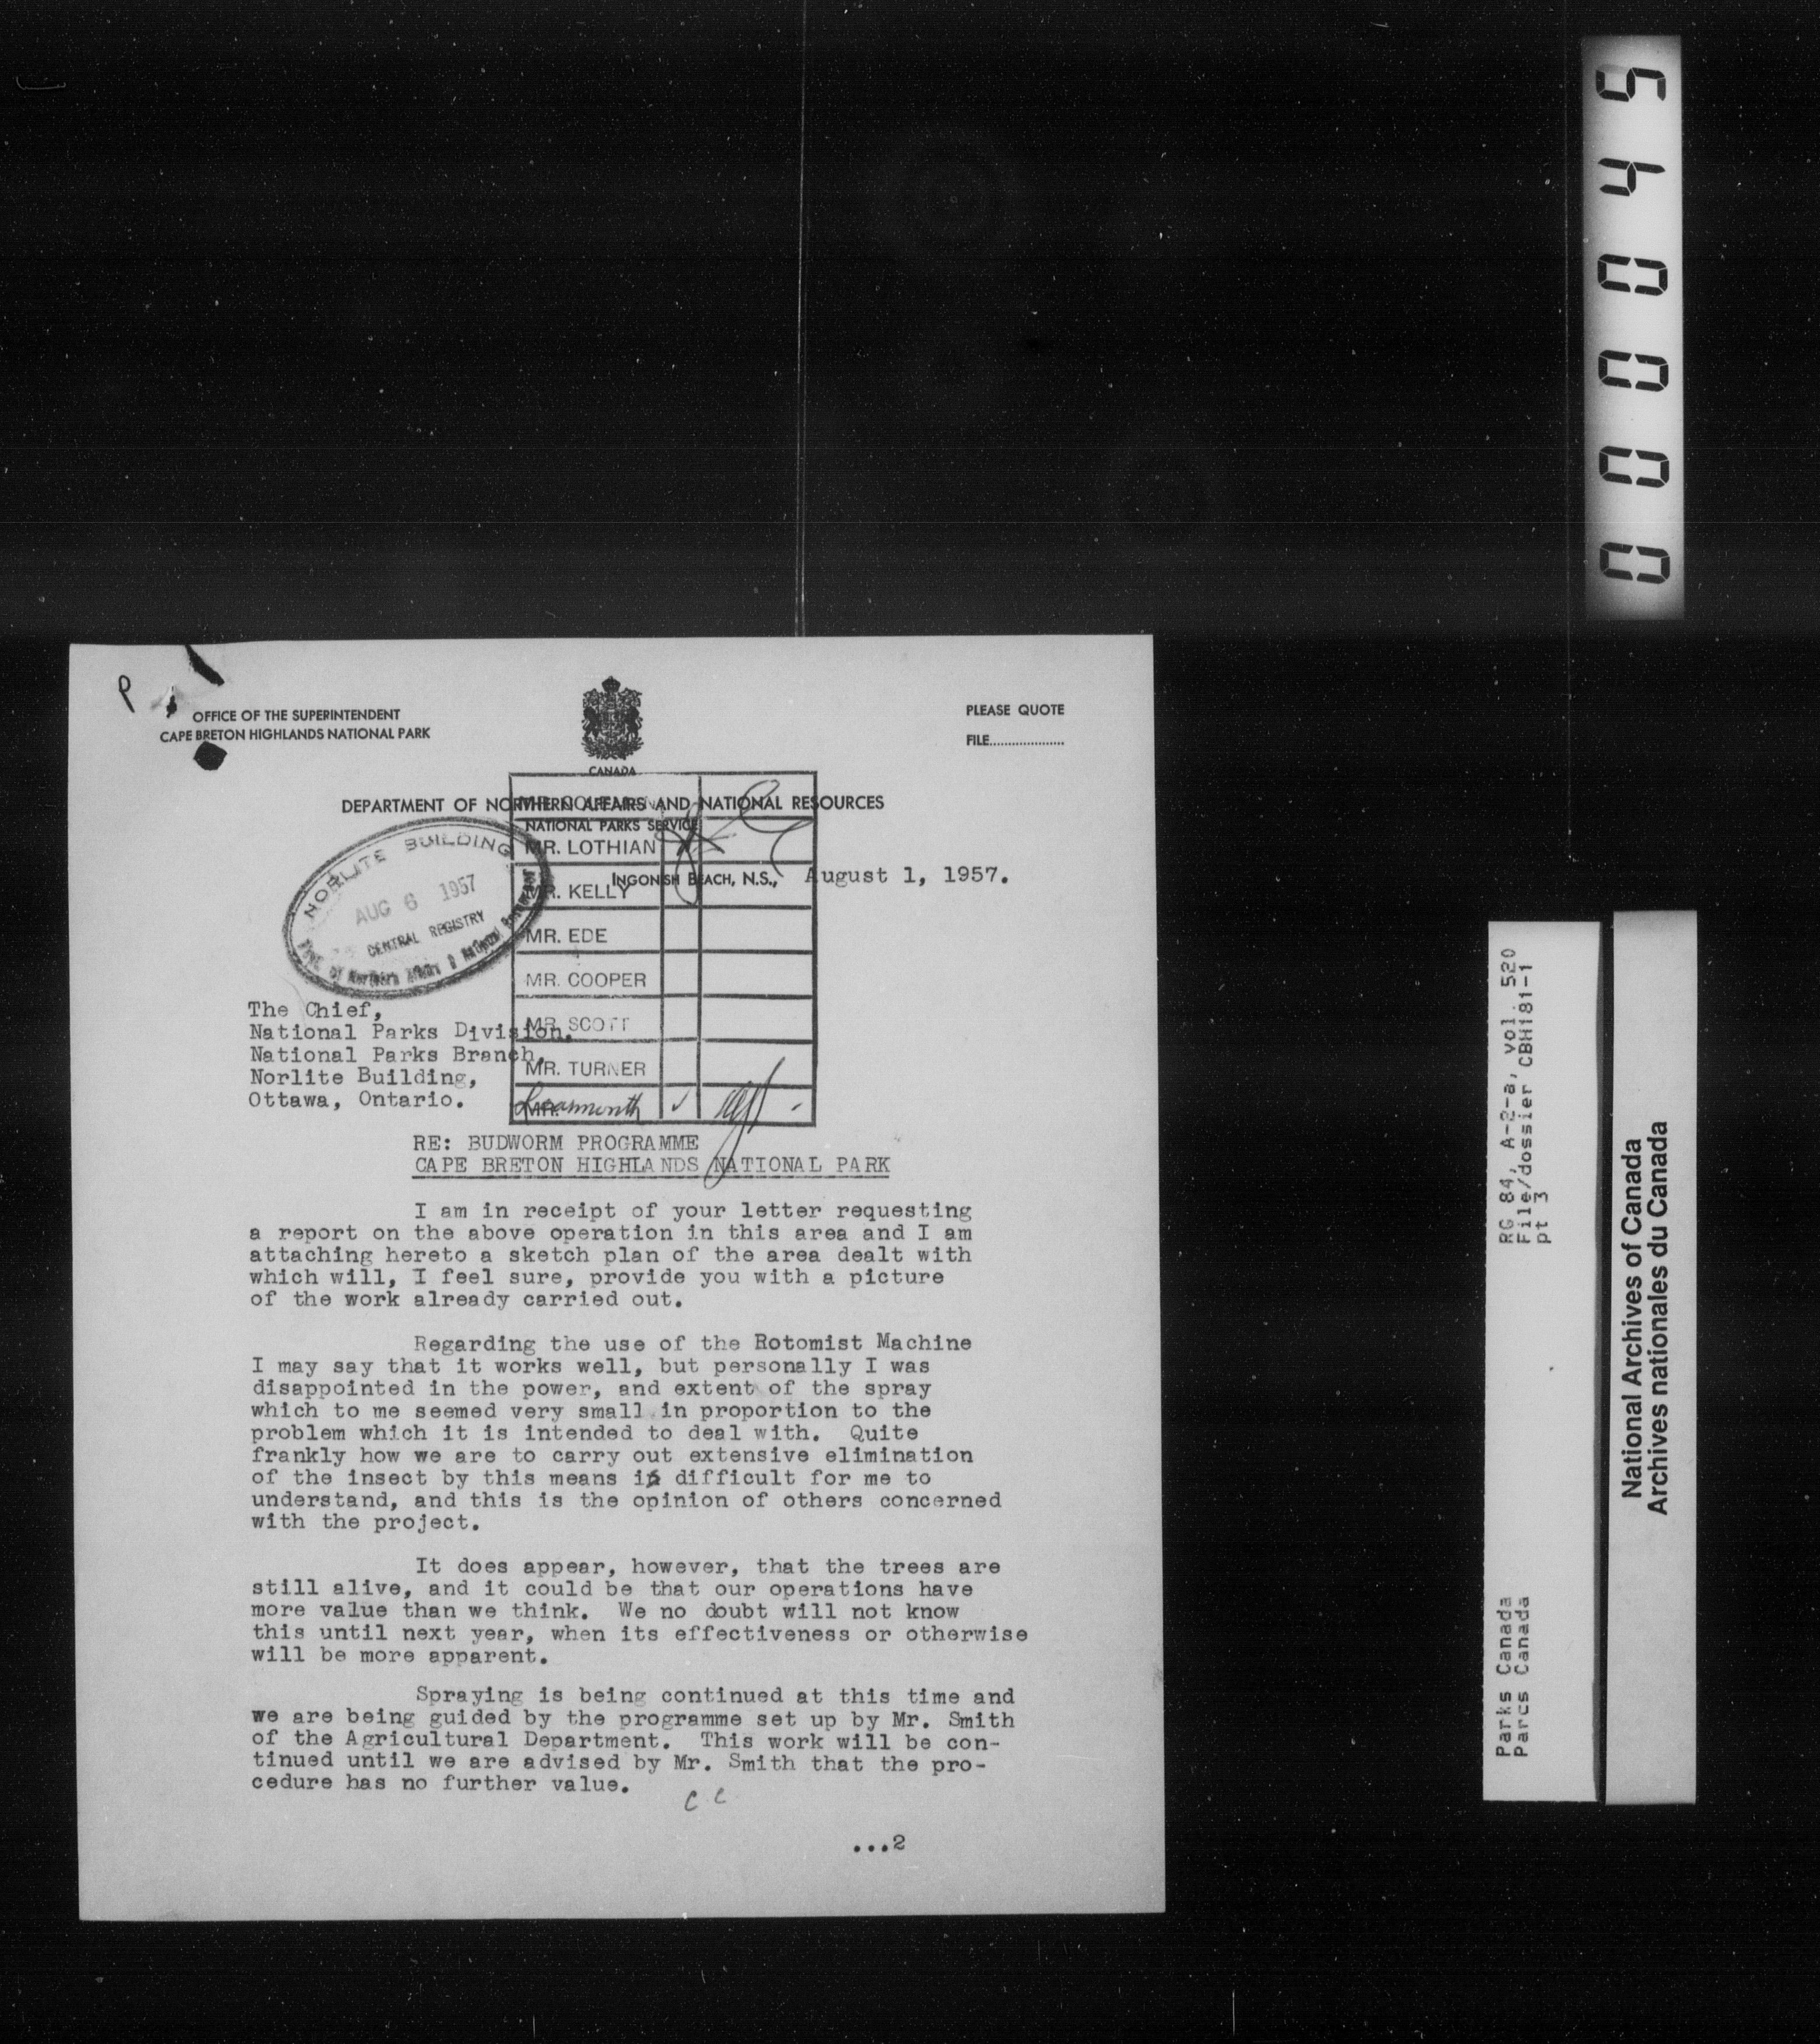 000045
P
OFFICE OF THE SUPERINTENDENT
CAPE BRETON HIGHLANDS NATIONAL PARK
PLEASE QUOTE
FILE....................
CANADA
DEPARTMENT OF NORTHERN AFFAIRS AND NATIONAL RESOURCES
NATIONAL PARKS SERVICE
INGONISH BEACH, N.S., August 1, 1957.
NORLITE BUILDING
AUG 6 1957
CENTRAL REGISTRY
Dept. of Northern Affairs & National Resources
MR. LOTHIAN
MR. KELLY
MR. EDE
MR. COOPER
MR. SCOTT
MR. TURNER
MR. Learmonth
The Chief,
National Parks Division,
National Parks Branch,
Norlite Building,
Ottawa, Ontario.
RE: BUDWORM PROGRAMME
CAPE BRETON HIGHLANDS NATIONAL PARK
I am in receipt of your letter requesting
a report on the above operation in this area and I am
attaching hereto a sketch plan of the area dealt with
which will, I feel sure, provide you with a picture
of the work already carried out.
Regarding the use of the Rotomist Machine
I may say that it works well, but personally I was
disappointed in the power, and extent of the spray
which to me seemed very small in proportion to the
problem which it is intended to deal with. Quite
frankly how we are to carry out extensive elimination
of the insect by this means is difficult for me to
understand, and this is the opinion of others concerned
with the project.
It does appear, however, that the trees are
still alive, and it could be that our operations have
more value than we think. We no doubt will not know
this until next year, when its effectiveness or otherwise
will be more apparent.
Spraying is being continued at this time and
we are being guided by the programme set up by Mr. Smith
of the Agricultural Department. This work will be con-
tinued until we are advised by Mr. Smith that the pro-
cedure has no further value.
cc
...2
RG 84, A-2-a, vol. 520
File/dossier CBH181-1
pt 3
Parks Canada
Parcs Canada
National Archives of Canada
Archives nationales du Canada